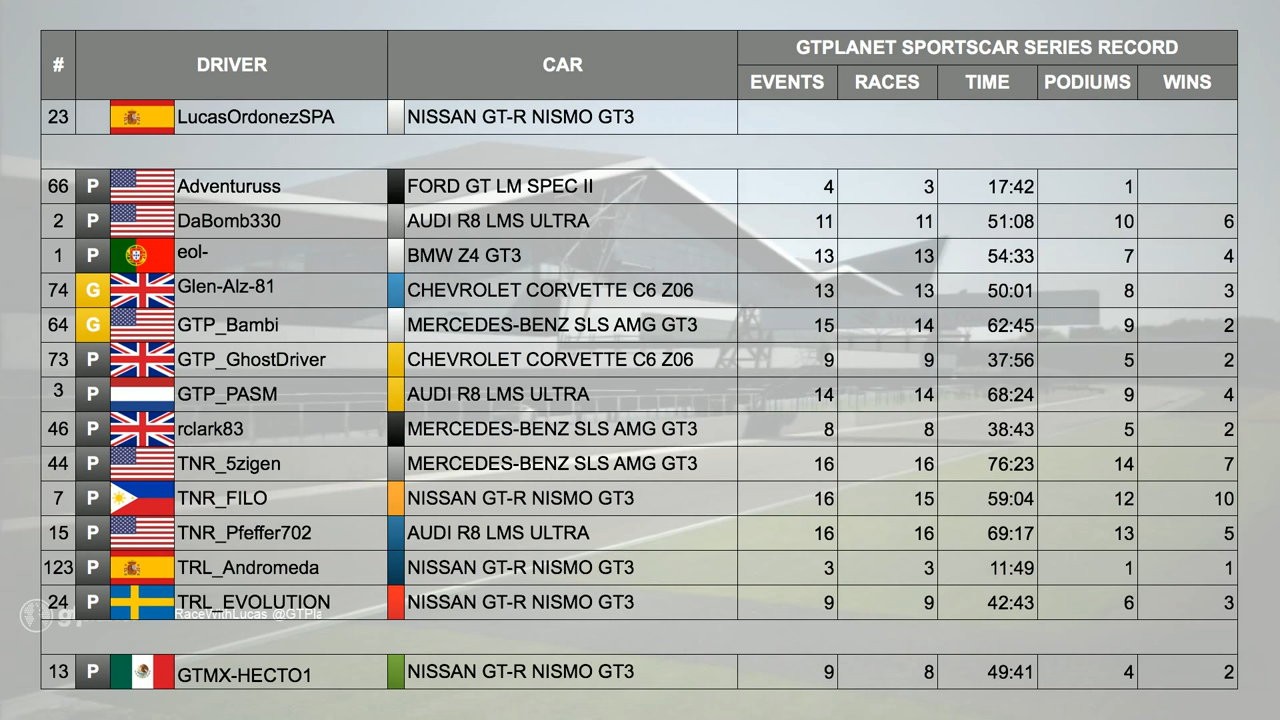 # DRIVER CAR GTPLANET SPORTSCAR SERIES RECORD
EVENTS RACES TIME PODIUMS WINS
23 LucasOrdonezSPA NISSAN GT-R NISMO GT3
66 P Adventuruss FORD GT LM SPEC II 4 3 17:42 1
2 P DaBomb330 AUDI R8 LMS ULTRA 11 11 51:08 10 6
1 P eol- BMW Z4 GT3 13 13 54:33 7 4
74 G Glen-Alz-81 CHEVROLET CORVETTE C6 Z06 13 13 50:01 8 3
64 G GTP_Bambi MERCEDES-BENZ SLS AMG GT3 15 14 62:45 9 2
73 P GTP_GhostDriver CHEVROLET CORVETTE C6 Z06 9 9 37:56 5 2
3 P GTP_PASM AUDI R8 LMS ULTRA 14 14 68:24 9 4
46 P rclark83 MERCEDES-BENZ SLS AMG GT3 8 8 38:43 5 2
44 P TNR_5zigen MERCEDES-BENZ SLS AMG GT3 16 16 76:23 14 7
7 P TNR_FILO NISSAN GT-R NISMO GT3 16 15 59:04 12 10
15 P TNR_Pfeffer702 AUDI R8 LMS ULTRA 16 16 69:17 13 5
123 P TRL_Andromeda NISSAN GT-R NISMO GT3 3 3 11:49 1 1
24 P TRL_EVOLUTION NISSAN GT-R NISMO GT3 9 9 42:43 6 3
RaceWithLucas @GTPla
13 P GTMX-HECTO1 NISSAN GT-R NISMO GT3 9 8 49:41 4 2